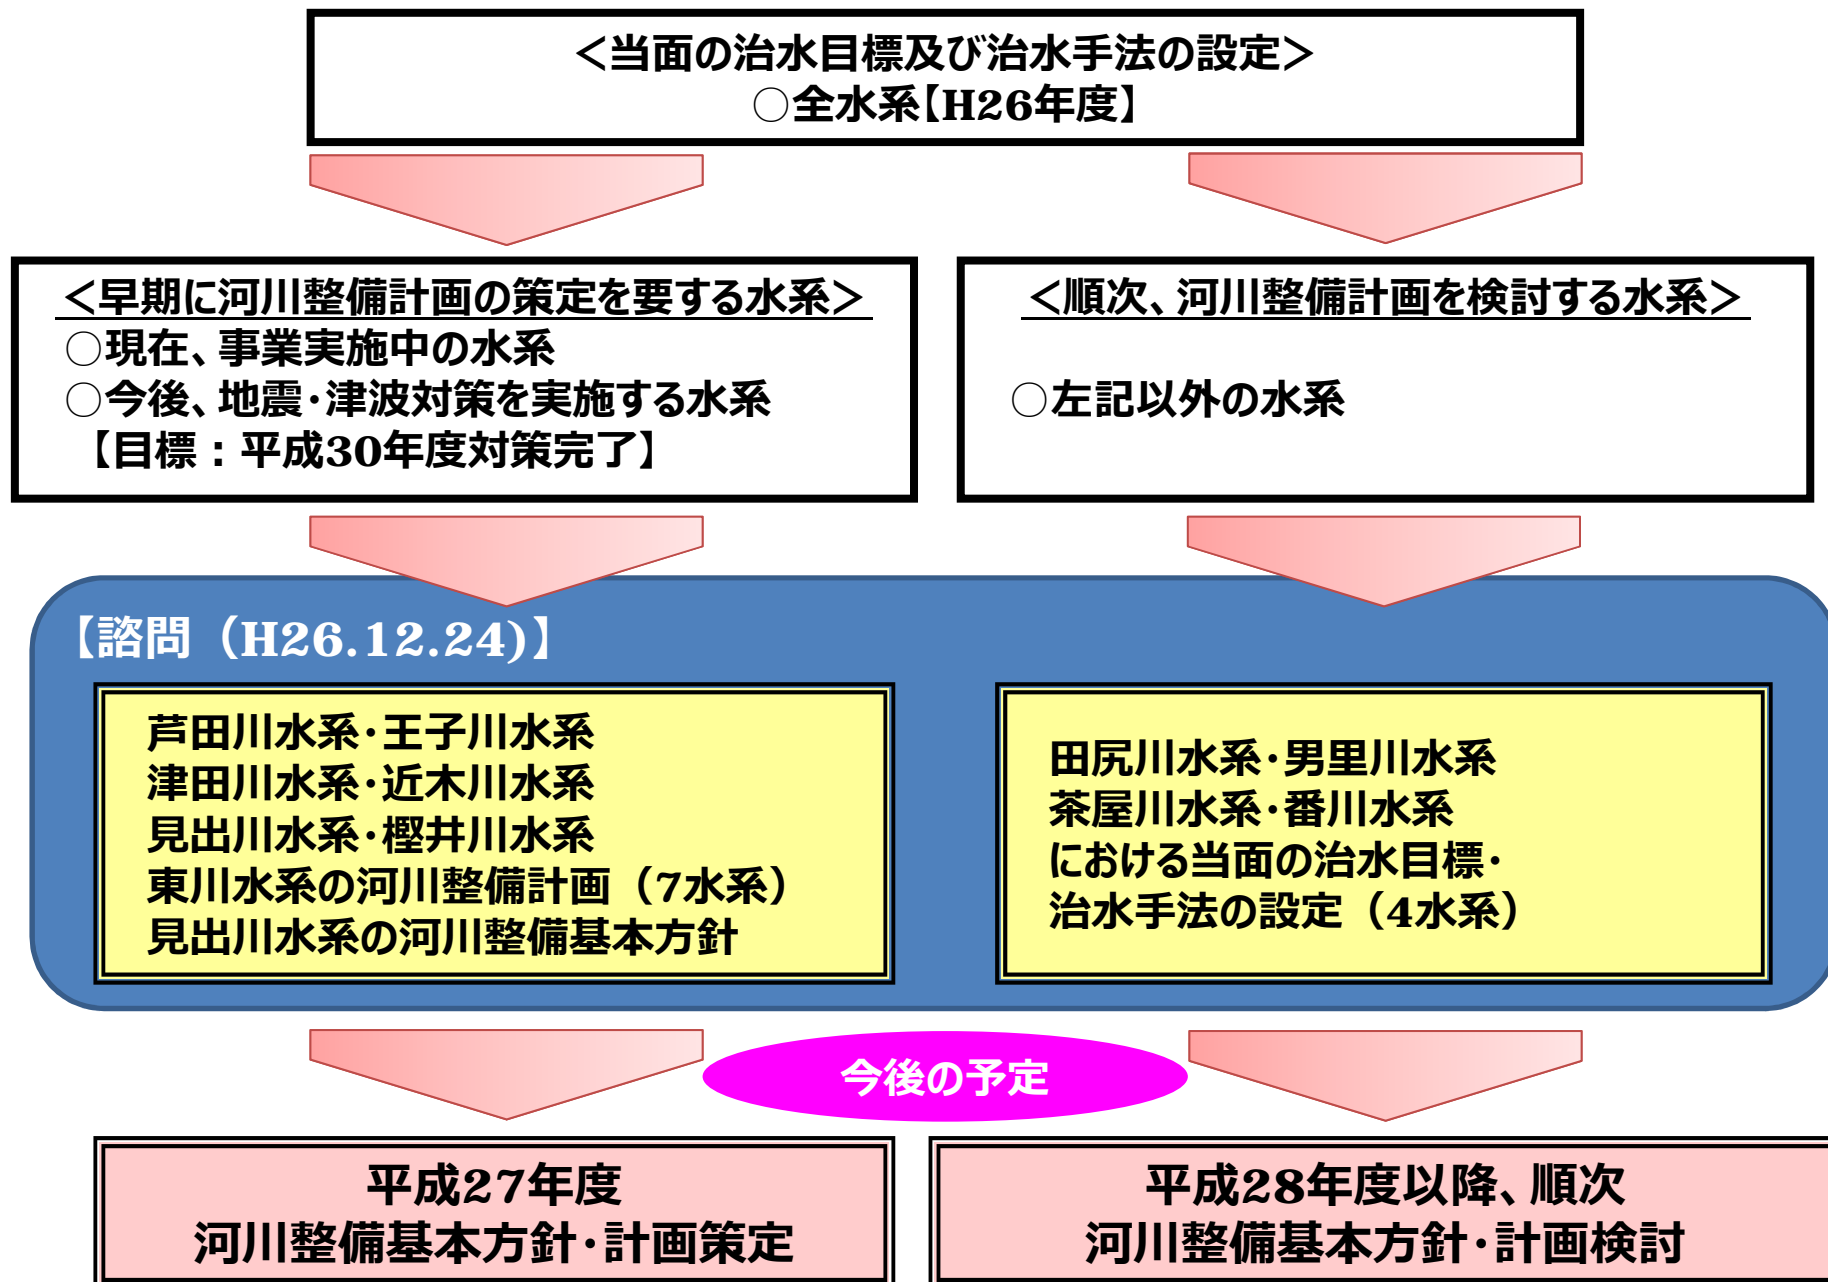 ＜当面の治水目標及び治水手法の設定＞
○全水系【H26年度】
＜早期に河川整備計画の策定を要する水系＞
○現在、事業実施中の水系
○今後、地震・津波対策を実施する水系
【目標：平成30年度対策完了】
＜順次、河川整備計画を検討する水系＞
○左記以外の水系
【諮問（H26.12.24)】
芦田川水系・王子川水系
津田川水系・近木川水系
見出川水系・樫井川水系
東川水系の河川整備計画（7水系）
見出川水系の河川整備基本方針
田尻川水系・男里川水系
茶屋川水系・番川水系
における当面の治水目標・
治水手法の設定（4水系）
今後の予定
平成27年度
河川整備基本方針・計画策定
平成28年度以降、順次
河川整備基本方針・計画検討